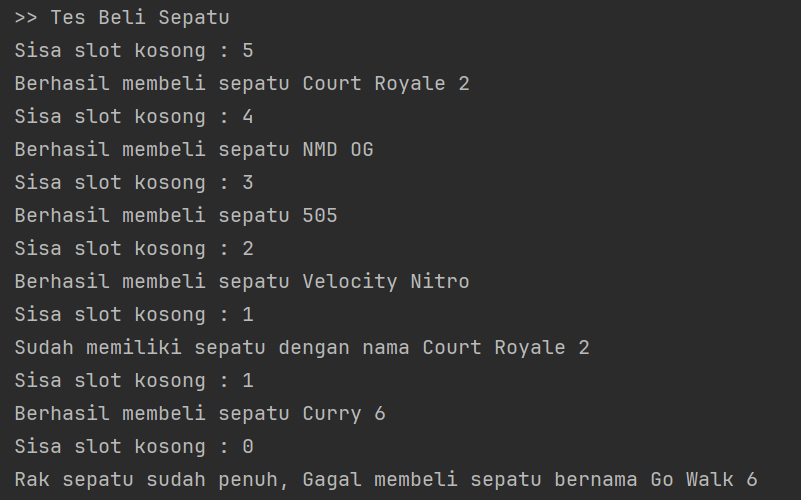 >> Tes Beli Sepatu
Sisa slot kosong : 5
Berhasil membeli sepatu Court Royale 2
Sisa slot kosong : 4
Berhasil membeli sepatu NMD OG
Sisa slot kosong : 3
Berhasil membeli sepatu 505
Sisa slot kosong : 2
Berhasil membeli sepatu Velocity Nitro
Sisa slot kosong : 1
Sudah memiliki sepatu dengan nama Court Royale 2
Sisa slot kosong : 1
Berhasil membeli sepatu Curry 6
Sisa slot kosong : 0
Rak sepatu sudah penuh, Gagal membeli sepatu bernama Go Walk 6